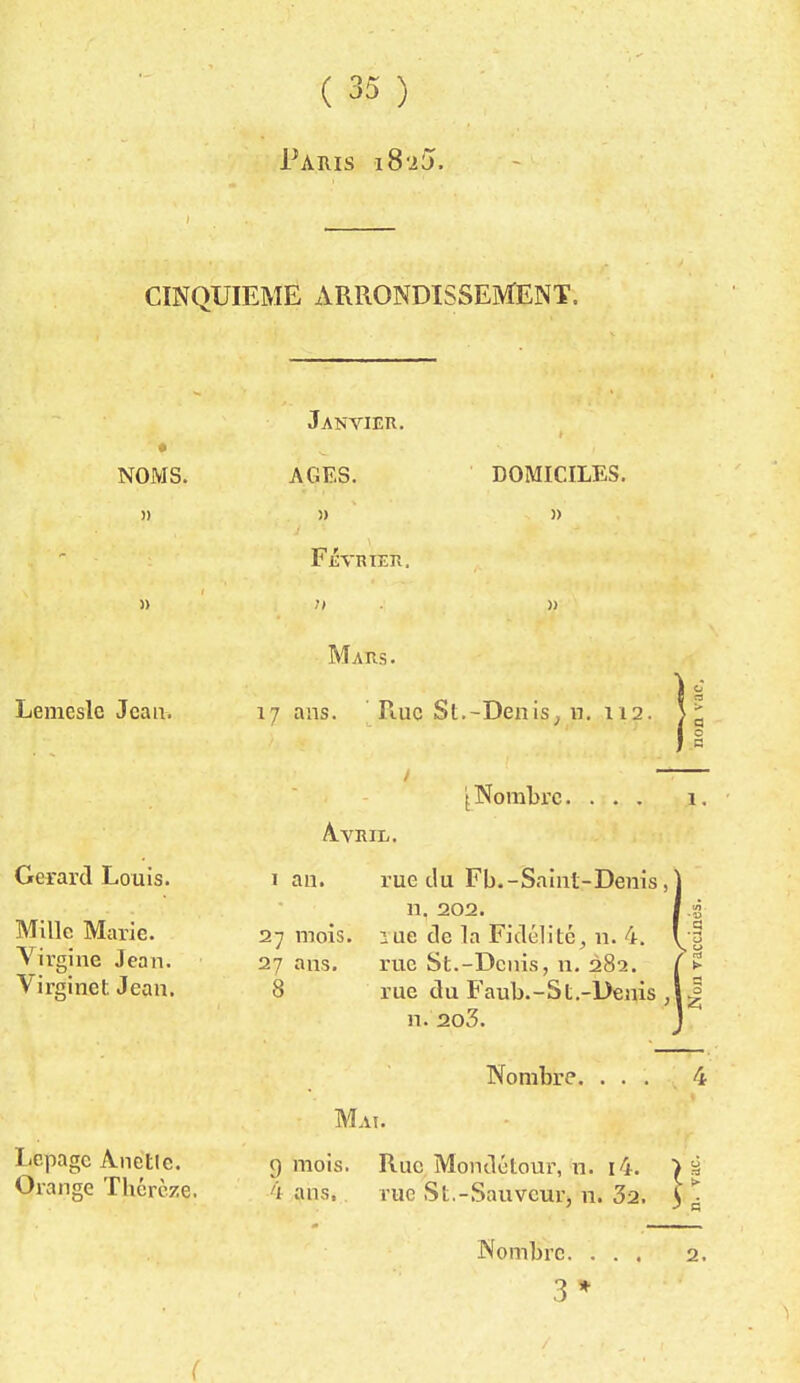 ( 35 )
PARIS 1825.
CINQUIEME ARRONDISSEMENT.
JANVIER.
NOMS. AGES. DOMICILES.
» » »
FÉVRIER.
» » »
MARS.
Lemesle Jean. 17 ans. Rue St.-Denis, n. 112. } non vac.
[Nombre. . . . 1.
AVRIL.
Gerard Louis. 1 an. rue du Fb.-Saint-Denis,
n. 202.
Mille Marie. 27 mois. rue de la Fidélité, n. 4.
Virgine Jean. 27 ans. rue St.-Denis, n. 282.
Virginet Jean. 8 rue du Faub.-St.-Denis,
n. 203.
} Non vaccinés.
Nombre. . . . 4
MAI.
Lepage Anette. 9 mois. Rue Mondétour, n. 14.
Orange Thérèze. 4 ans. rue St.-Sauveur, n. 32.
} n. vac.
Nombre. . . . 2.
3 *